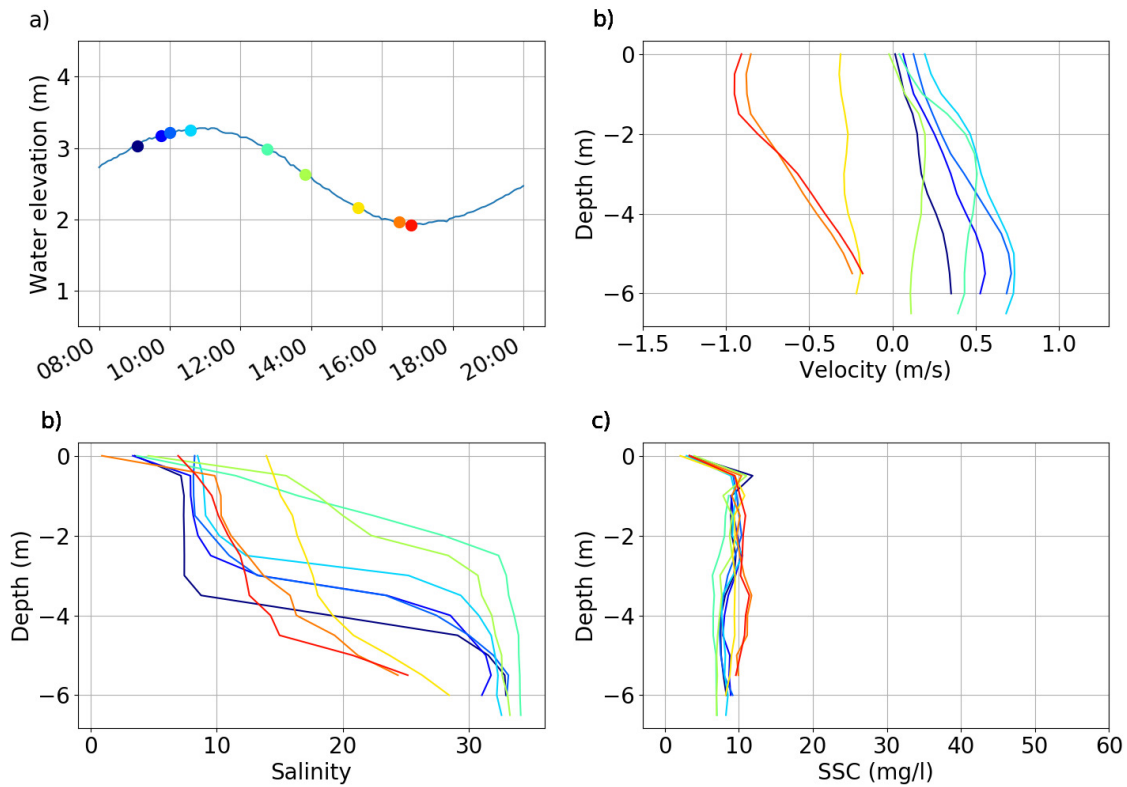 a)
Water elevation (m)
4
3
2
1
08:00 10:00 12:00 14:00 16:00 18:00 20:00
b)
Depth (m)
0
−2
−4
−6
−1.5 −1.0 −0.5 0.0 0.5 1.0
Velocity (m/s)
b)
Depth (m)
0
−2
−4
−6
0 10 20 30
Salinity
c)
Depth (m)
0
−2
−4
−6
0 10 20 30 40 50 60
SSC (mg/l)